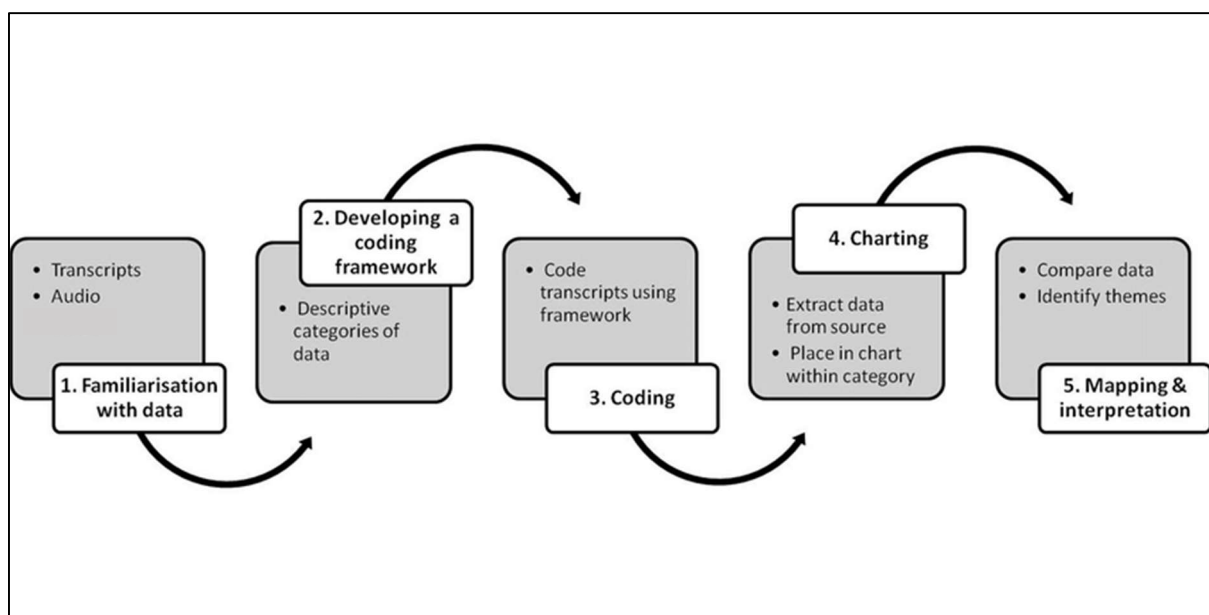 • Transcripts
• Audio
1. Familiarisation
with data
2. Developing a
coding
framework
• Descriptive
categories of
data
• Code
transcripts using
framework
3. Coding
4. Charting
• Extract data
from source
• Place in chart
within category
• Compare data
• Identify themes
5. Mapping &
interpretation